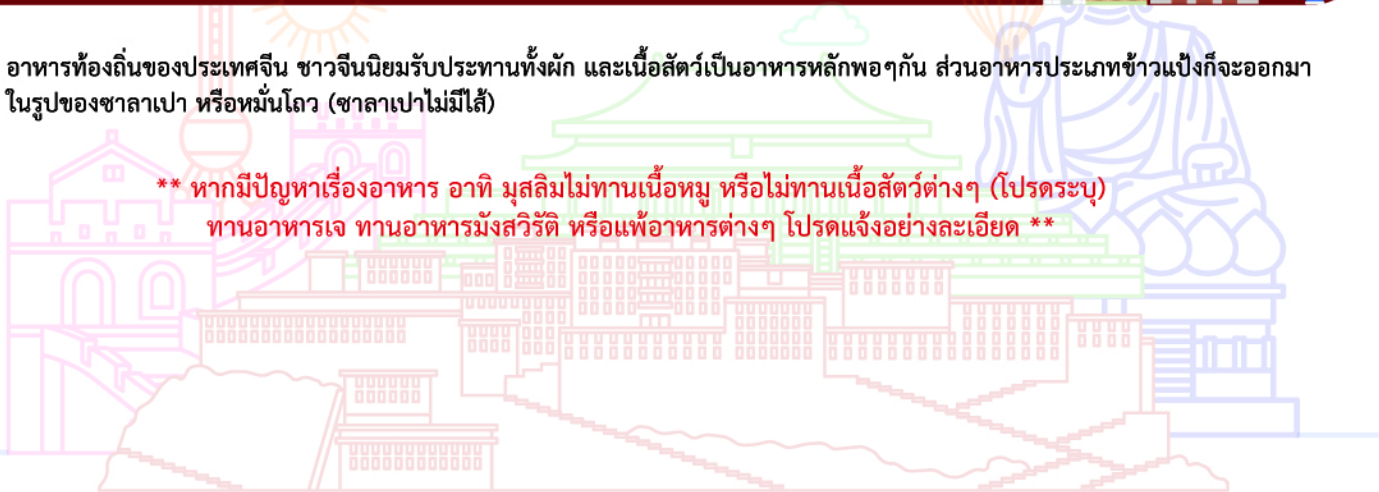 อาหารท้องถิ่นของประเทศจีน ชาวจีนนิยมรับประทานทั้งผัก และเนื้อสัตว์เป็นอาหารหลักพอๆกัน ส่วนอาหารประเภทข้าวแป้งก็จะออกมา
ในรูปของซาลาเปา หรือหมั่นโถว (ซาลาเปาไม่มีไส้)
** หากมีปัญหาเรื่องอาหาร อาทิ มุสลิมไม่ทานเนื้อหมู หรือไม่ทานเนื้อสัตว์ต่างๆ (โปรดระบุ)
ทานอาหารเจ ทานอาหารมังสวิรัติ หรือแพ้อาหารต่างๆ โปรดแจ้งอย่างละเอียด **